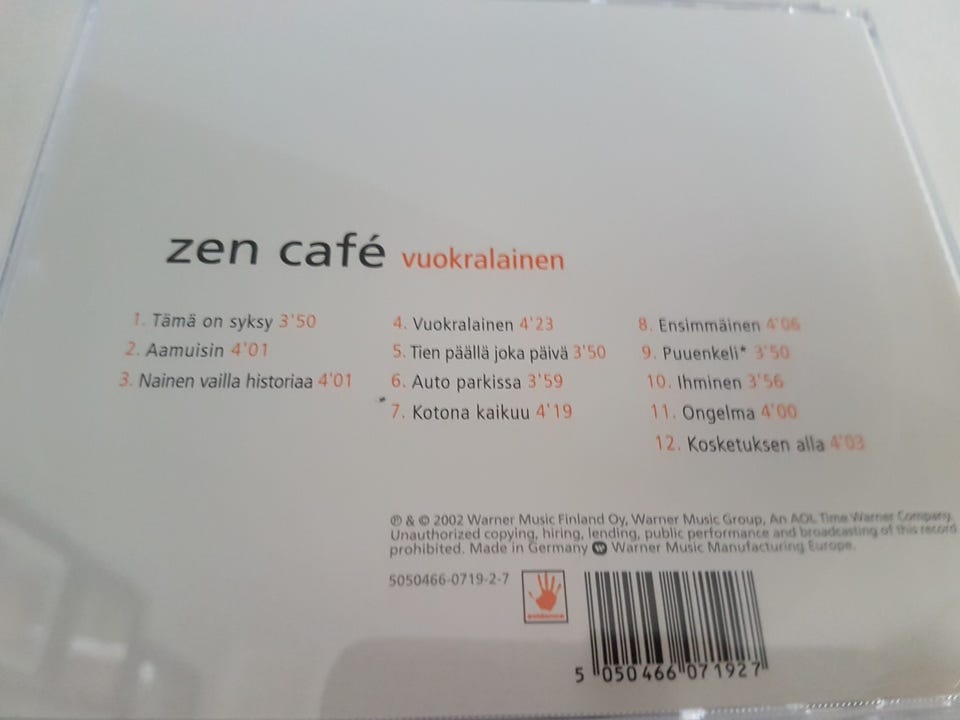 zen café vuokralainen
1. Tämä on syksy 3'50
2. Aamuisin 4'01
3. Nainen vailla historiaa 4'01
4. Vuokralainen 4'23
5. Tien päällä joka päivä 3'50
6. Auto parkissa 3'59
7. Kotona kaikuu 4'19
8. Ensimmäinen 4'06
9. Puuenkeli* 3'50
10. Ihminen 3'56
11. Ongelma 4'00
12. Kosketuksen alla 4'03
℗ & © 2002 Warner Music Finland Oy, Warner Music Group, An AOL Time Warner Company.
Unauthorized copying, hiring, lending, public performance and broadcasting of this record
prohibited. Made in Germany W Warner Music Manufacturing Europe.
5050466-0719-2-7
5 050466 071927